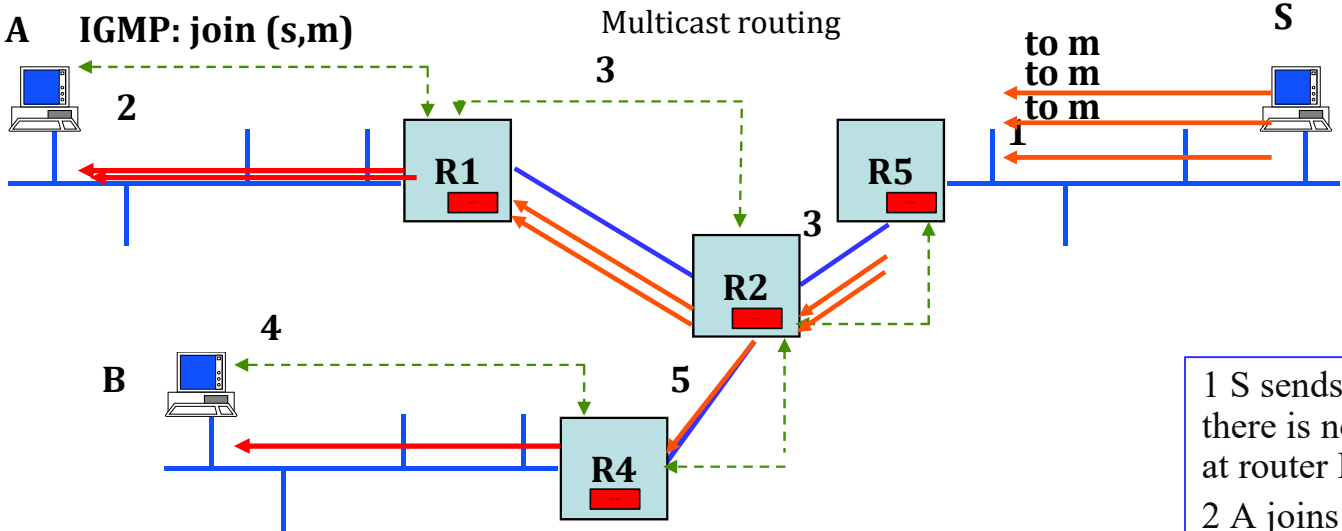 Multicast routing
A IGMP: join (s,m)
S
to m
to m
to m
1
2
3
R1
R5
3
R2
4
B
5
R4
1 S sends
there is
at router
2 A joins